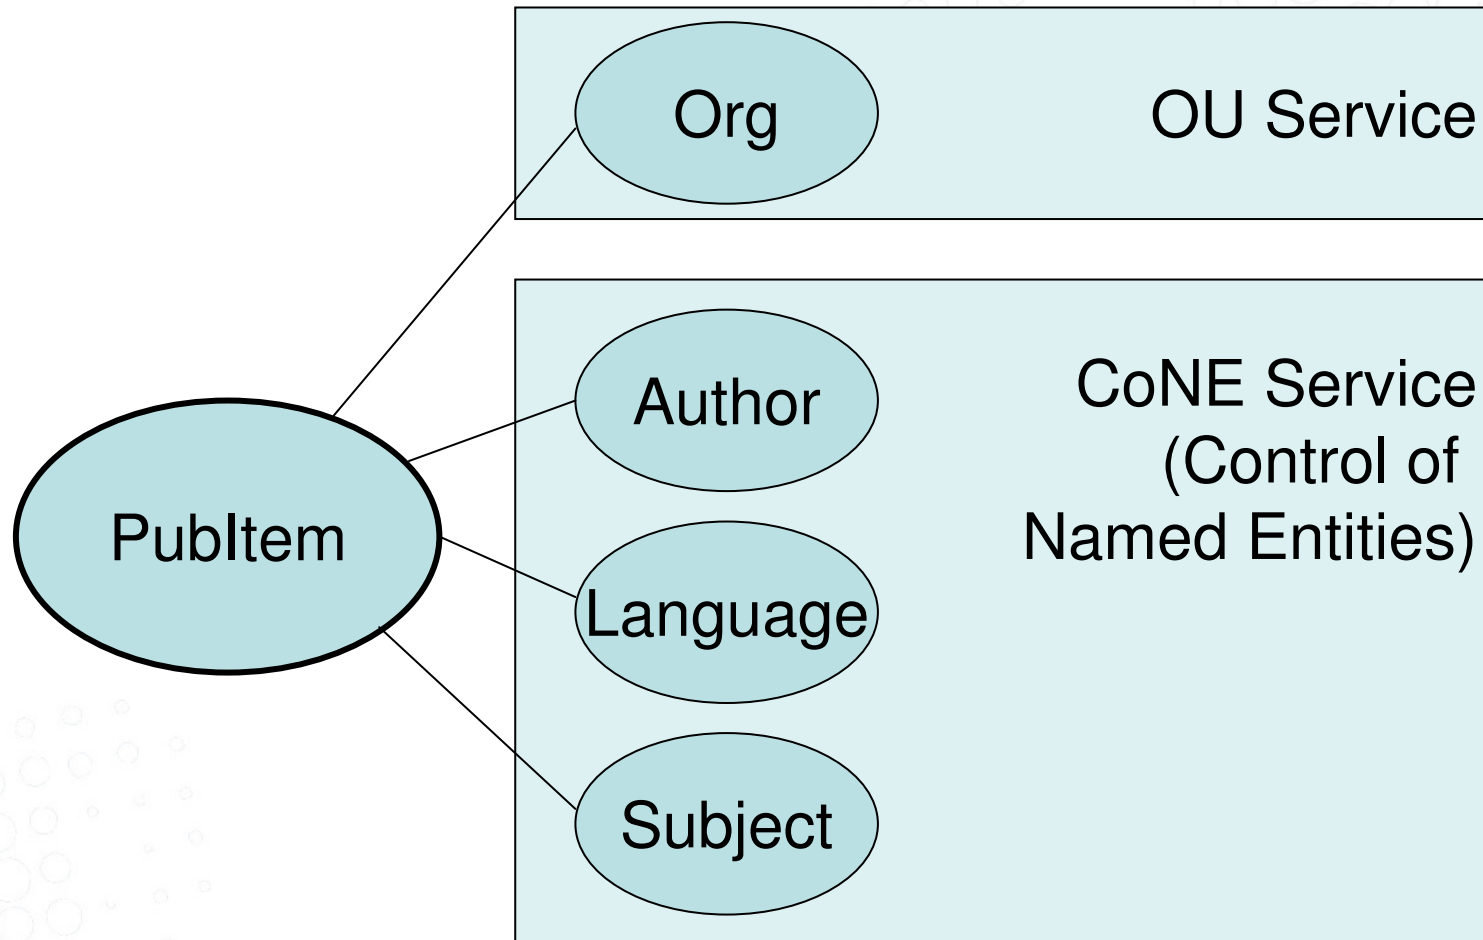 Org
OU Service
Author
CoNE Service
(Control of
Named Entities)
PubItem
Language
Subject